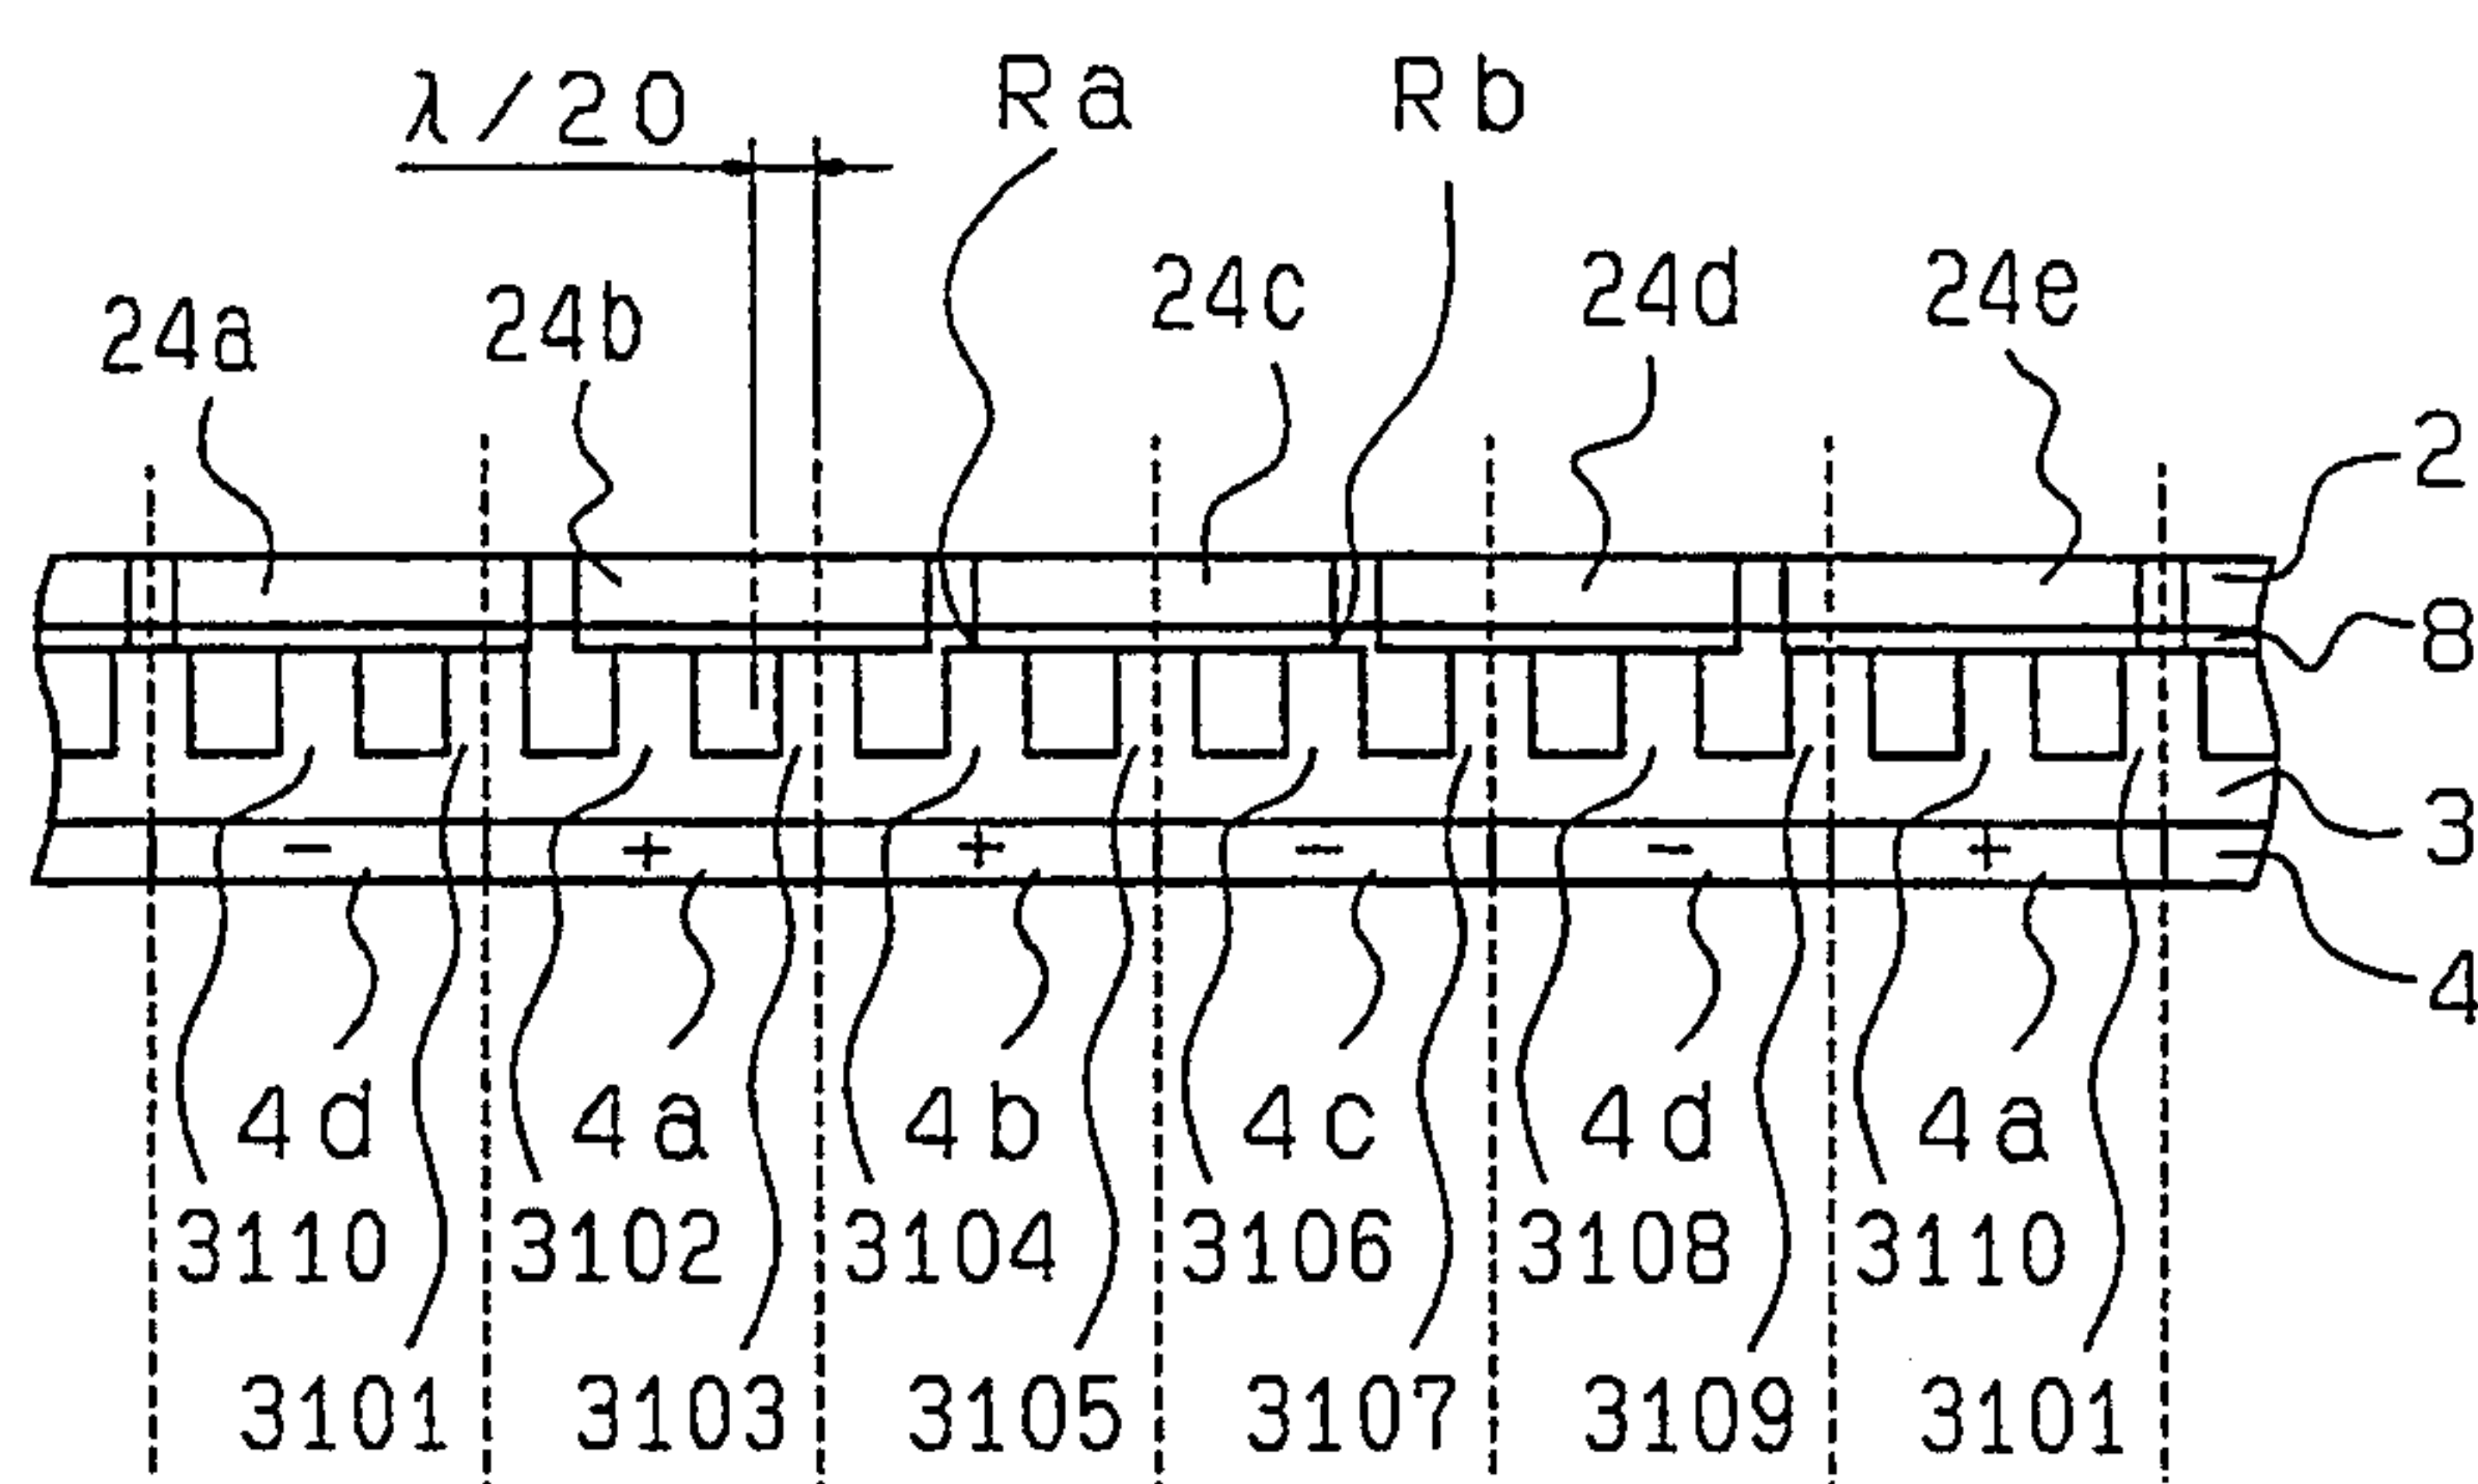 λ/20 Ra Rb
24a 24b 24c 24d 24e
2
8
3
- + + - - +
4
4d 4a 4b 4c 4d 4a
3110 3102 3104 3106 3108 3110
3101 3103 3105 3107 3109 3101